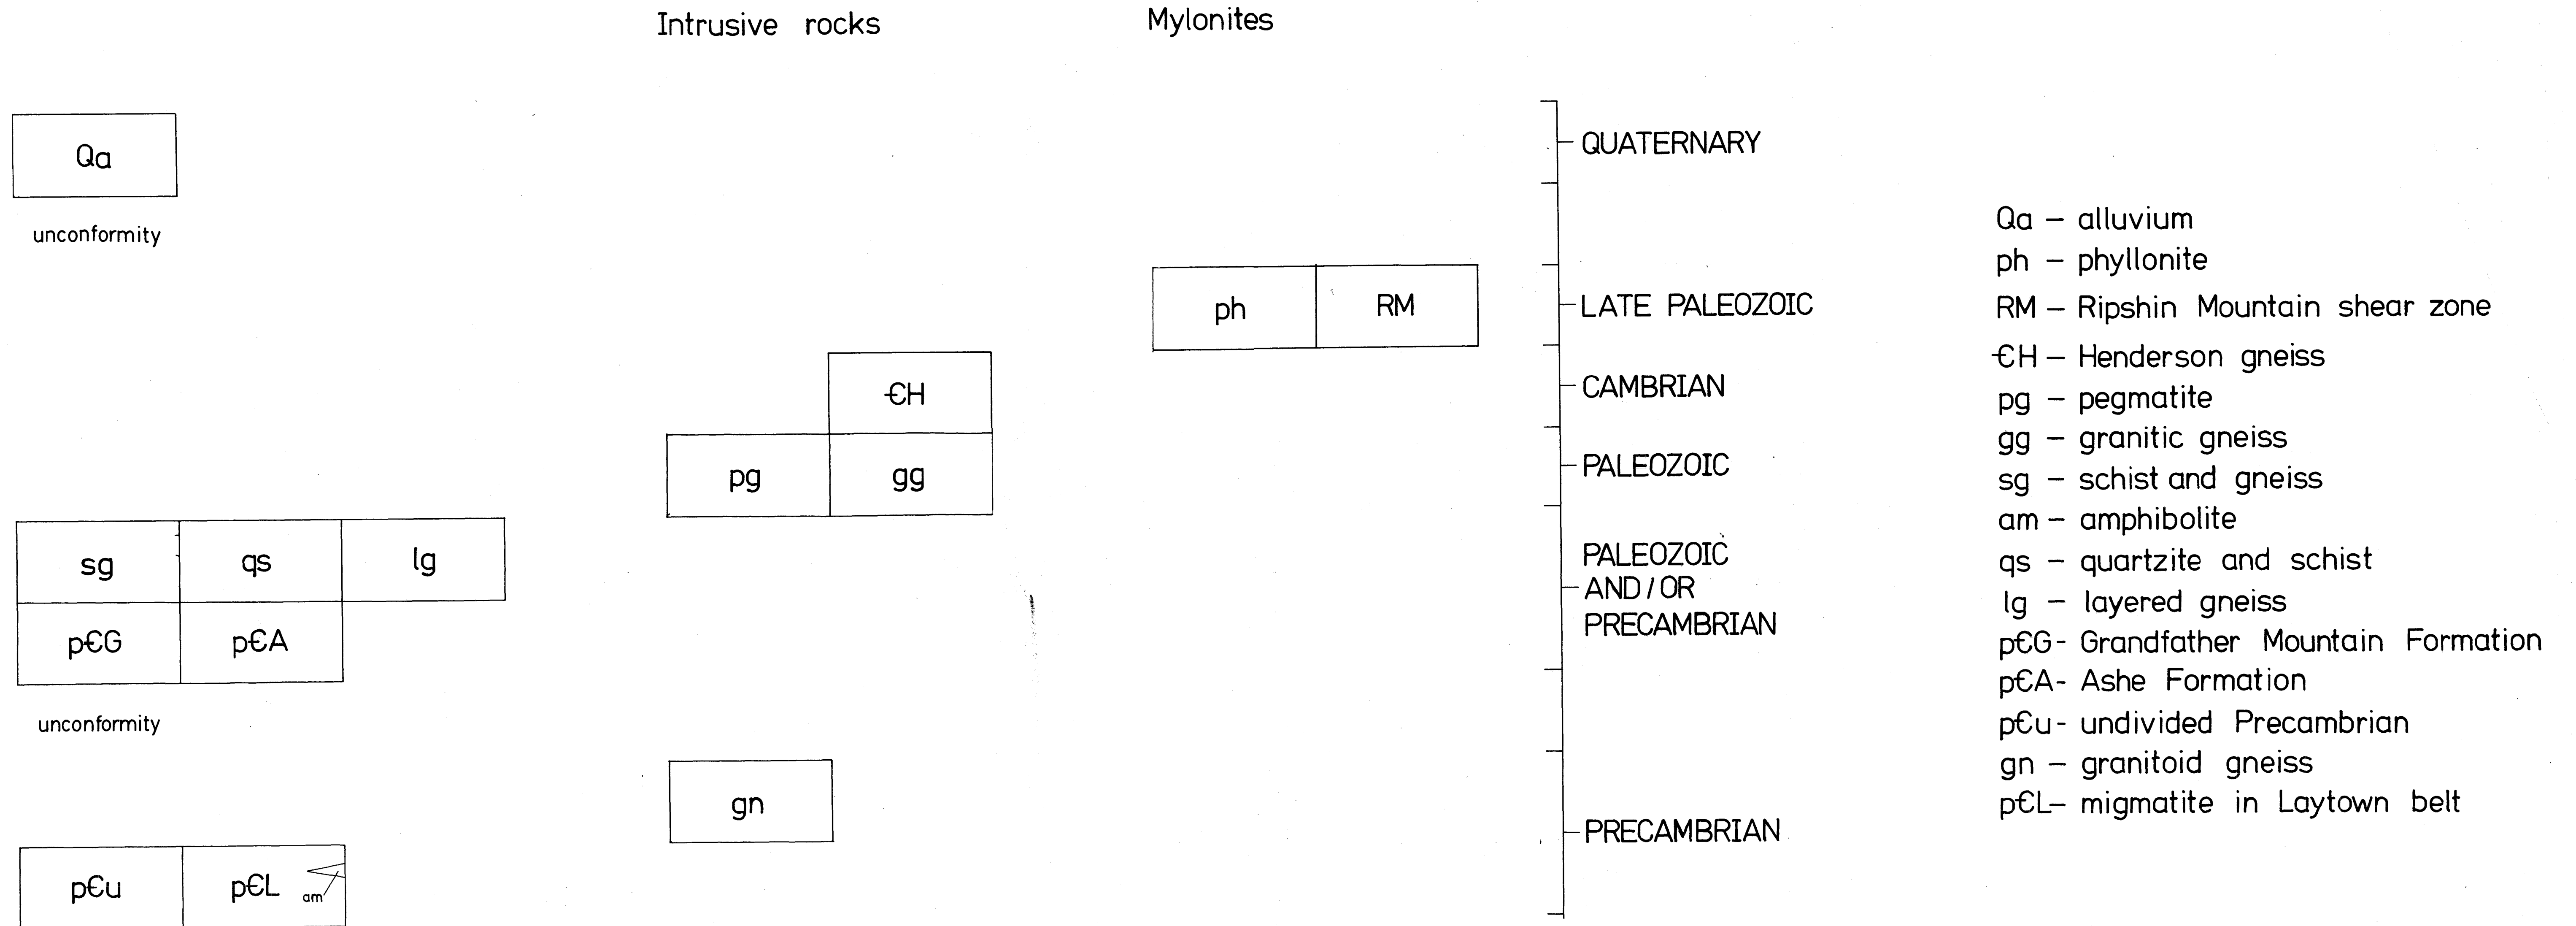 Intrusive rocks
Mylonites
Qa
unconformity
ph
RM
ЄH
pg
gg
sg
qs
lg
pЄG
pЄA
unconformity
gn
pЄu
pЄL
am
QUATERNARY
LATE PALEOZOIC
CAMBRIAN
PALEOZOIC
PALEOZOIC
AND/OR
PRECAMBRIAN
PRECAMBRIAN
Qa – alluvium
ph – phyllonite
RM – Ripshin Mountain shear zone
ЄH – Henderson gneiss
pg – pegmatite
gg – granitic gneiss
sg – schist and gneiss
am – amphibolite
qs – quartzite and schist
lg – layered gneiss
pЄG- Grandfather Mountain Formation
pЄA- Ashe Formation
pЄu- undivided Precambrian
gn – granitoid gneiss
pЄL– migmatite in Laytown belt